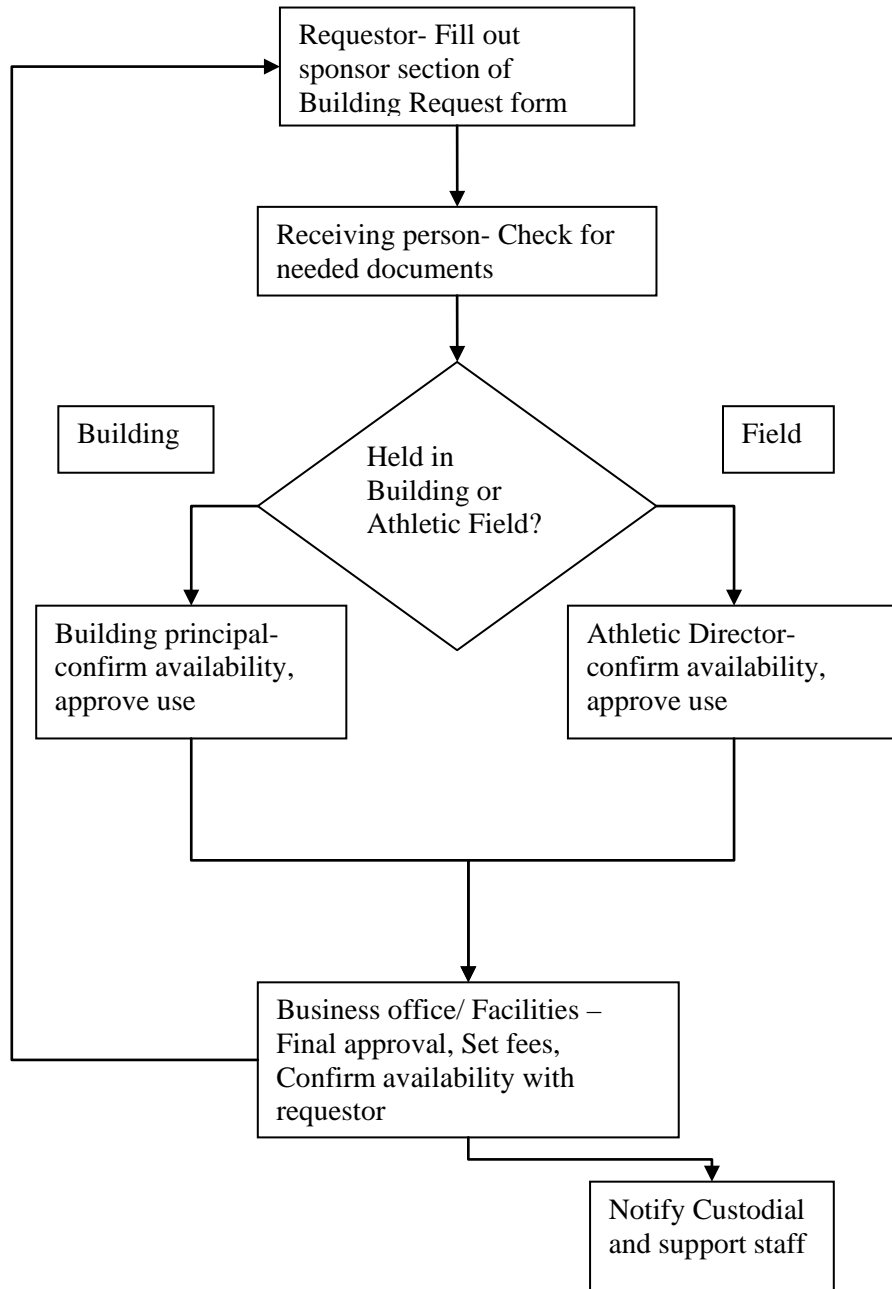 Requestor- Fill out
sponsor section of
Building Request form
Receiving person- Check for
needed documents
Building
Field
Held in
Building or
Athletic Field?
Building principal-
confirm availability,
approve use
Athletic Director-
confirm availability,
approve use
Business office/ Facilities –
Final approval, Set fees,
Confirm availability with
requestor
Notify Custodial
and support staff